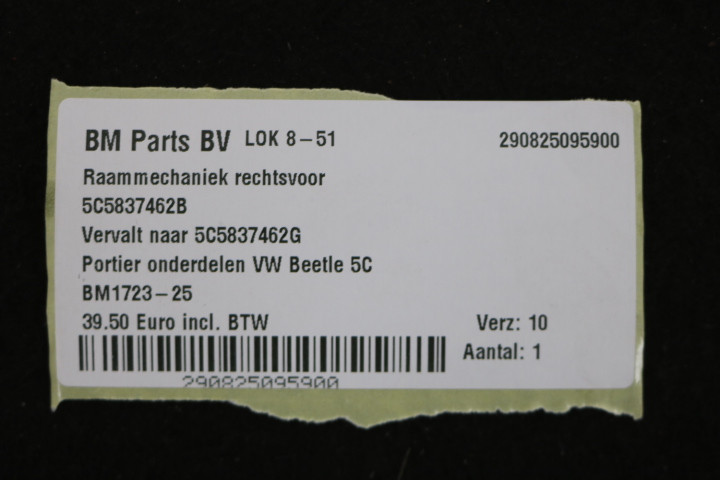 BM Parts BV LOK 8-51 290825095900
Raammechaniek rechtsvoor
5C5837462B
Vervalt naar 5C5837462G
Portier onderdelen VW Beetle 5C
BM1723-25
39.50 Euro incl. BTW Verz: 10
Aantal: 1
290825095900